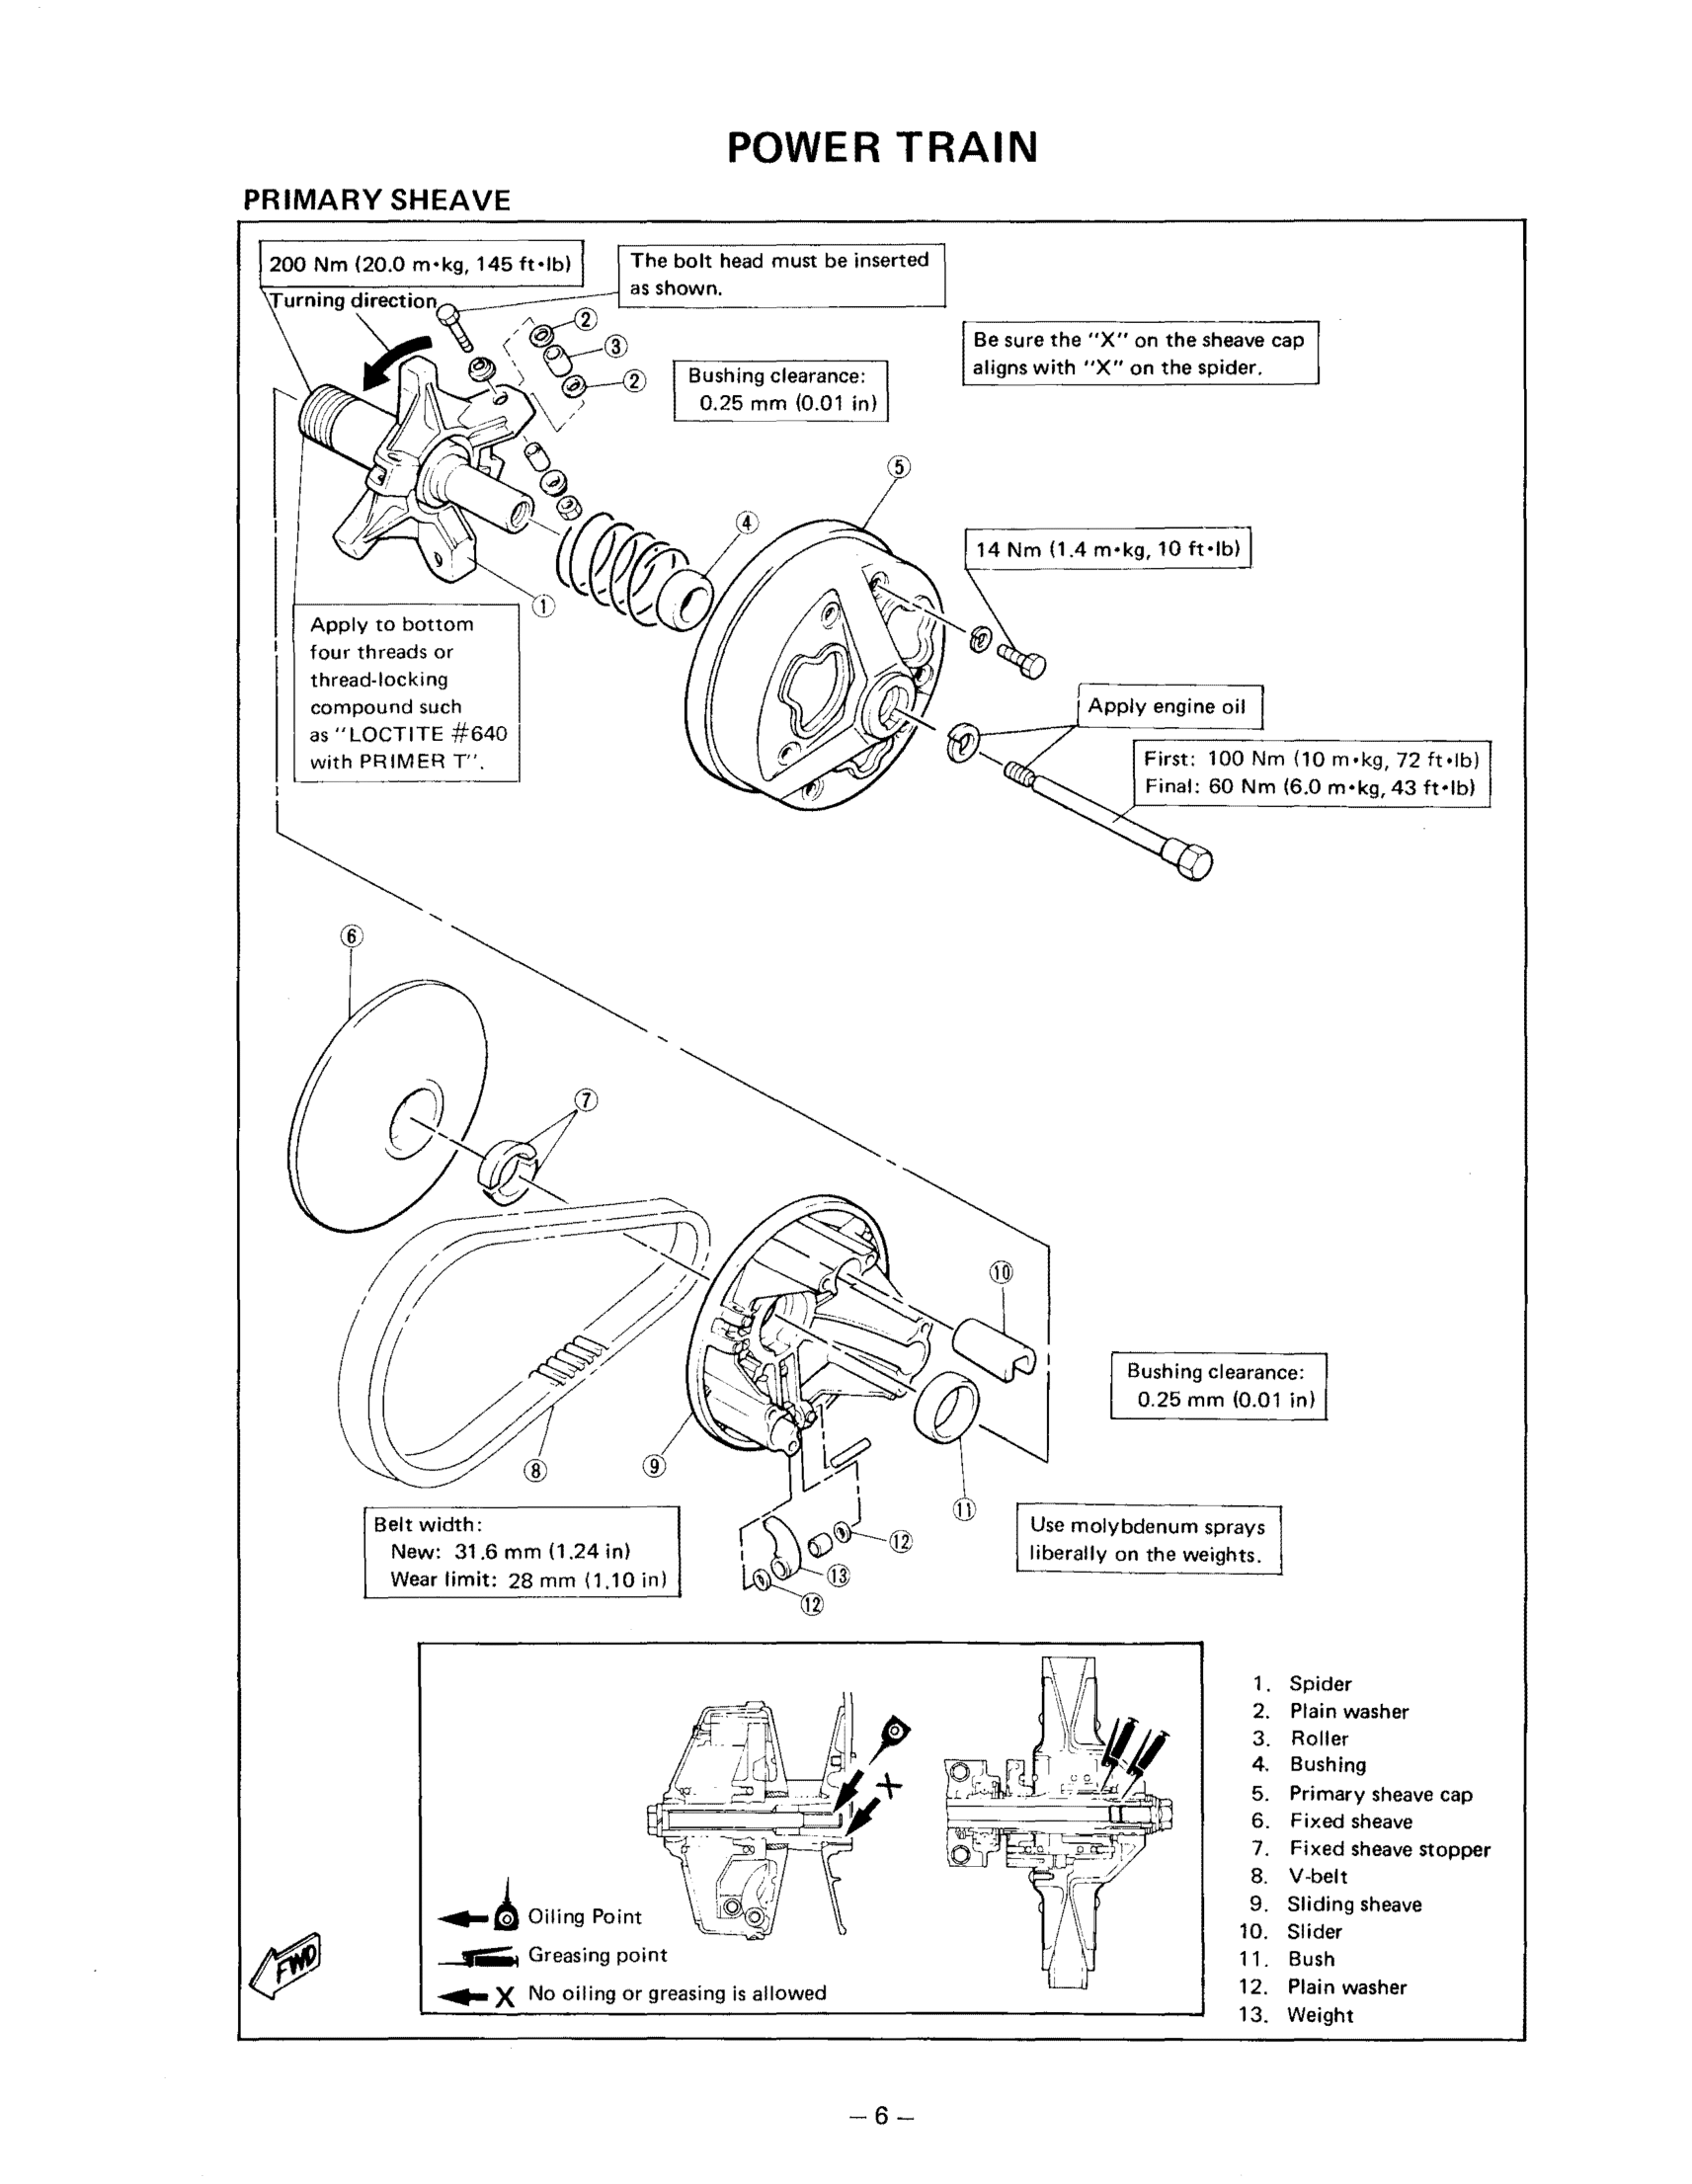 POWER TRAIN
PRIMARY SHEAVE
200 Nm (20.0 m•kg, 145 ft•lb)
Turning direction
The bolt head must be inserted
as shown.
2
3
2
Bushing clearance:
0.25 mm (0.01 in)
Be sure the "X" on the sheave cap
aligns with "X" on the spider.
5
4
14 Nm (1.4 m•kg, 10 ft•lb)
1
Apply to bottom
four threads or
thread-locking
compound such
as "LOCTITE #640
with PRIMER T".
Apply engine oil
First: 100 Nm (10 m•kg, 72 ft•lb)
Final: 60 Nm (6.0 m•kg, 43 ft•lb)
6
7
10
Bushing clearance:
0.25 mm (0.01 in)
8
9
11
Belt width:
New: 31.6 mm (1.24 in)
Wear limit: 28 mm (1.10 in)
12
13
12
Use molybdenum sprays
liberally on the weights.
X
Oiling Point
Greasing point
X No oiling or greasing is allowed
FWD
1. Spider
2. Plain washer
3. Roller
4. Bushing
5. Primary sheave cap
6. Fixed sheave
7. Fixed sheave stopper
8. V-belt
9. Sliding sheave
10. Slider
11. Bush
12. Plain washer
13. Weight
— 6 —